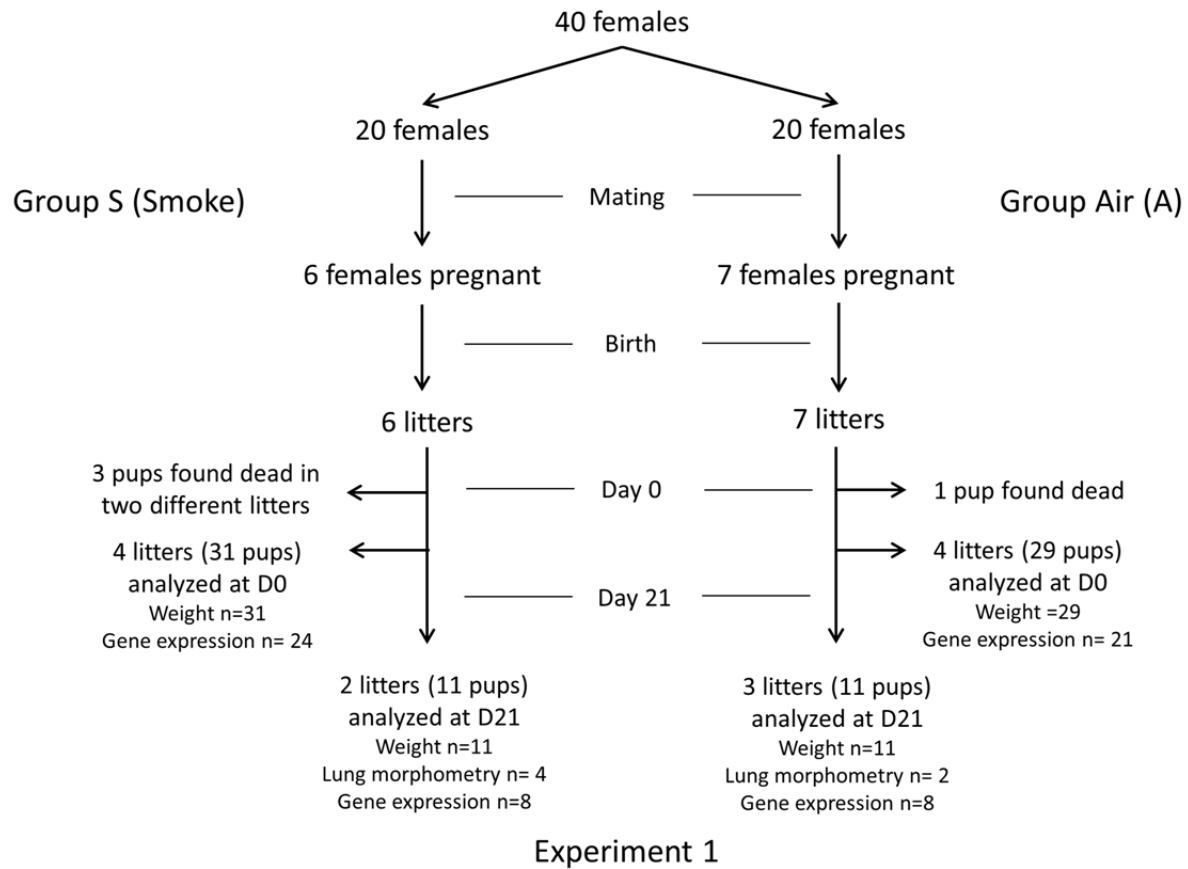 40 females
20 females
20 females
Group S (Smoke)
Mating
Group Air (A)
6 females pregnant
7 females pregnant
Birth
6 litters
7 litters
3 pups found dead in
two different litters
Day 0
1 pup found dead
4 litters (31 pups)
analyzed at D0
Weight n=31
Gene expression n= 24
Day 21
4 litters (29 pups)
analyzed at D0
Weight =29
Gene expression n= 21
2 litters (11 pups)
analyzed at D21
Weight n=11
Lung morphometry n= 4
Gene expression n=8
3 litters (11 pups)
analyzed at D21
Weight n=11
Lung morphometry n= 2
Gene expression n=8
Experiment 1